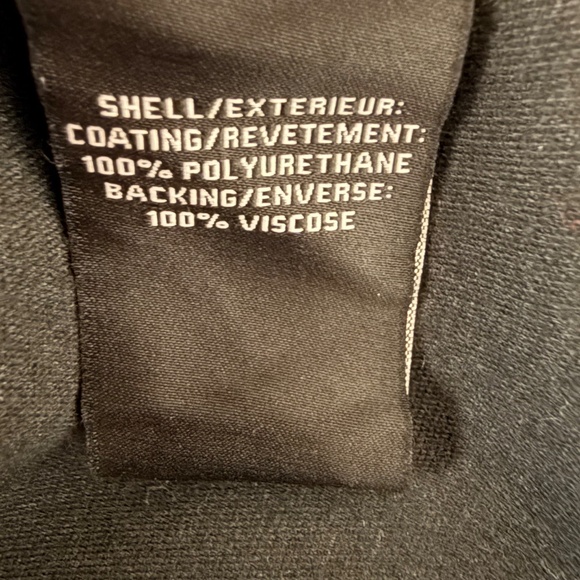 SHELL/EXTERIEUR:
COATING/REVETEMENT:
100% POLYURETHANE
BACKING/ENVERSE:
100% VISCOSE